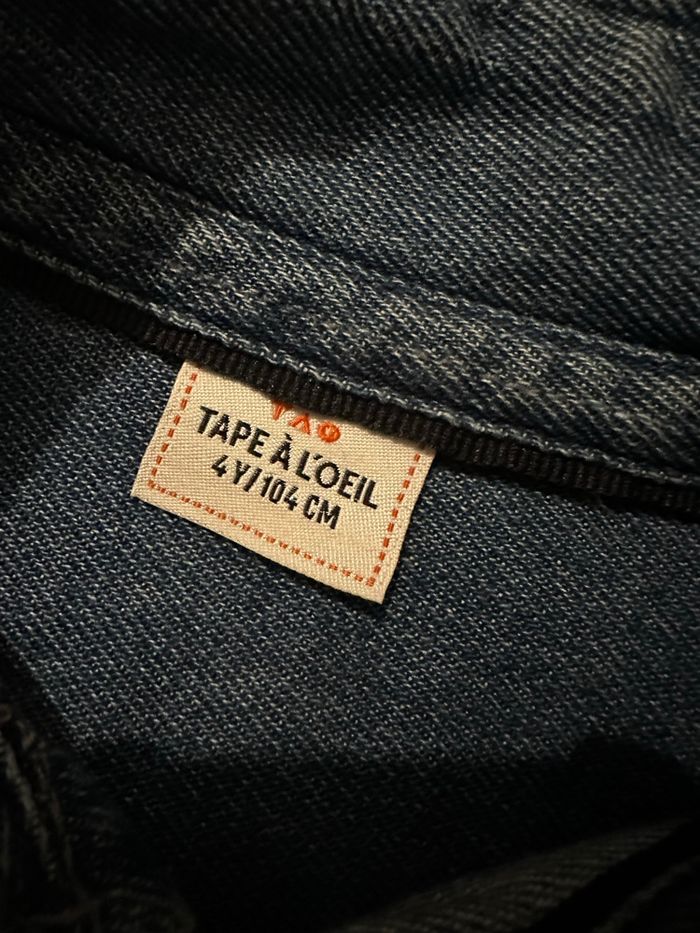 TAPE À L'OEIL
4 Y/104 CM